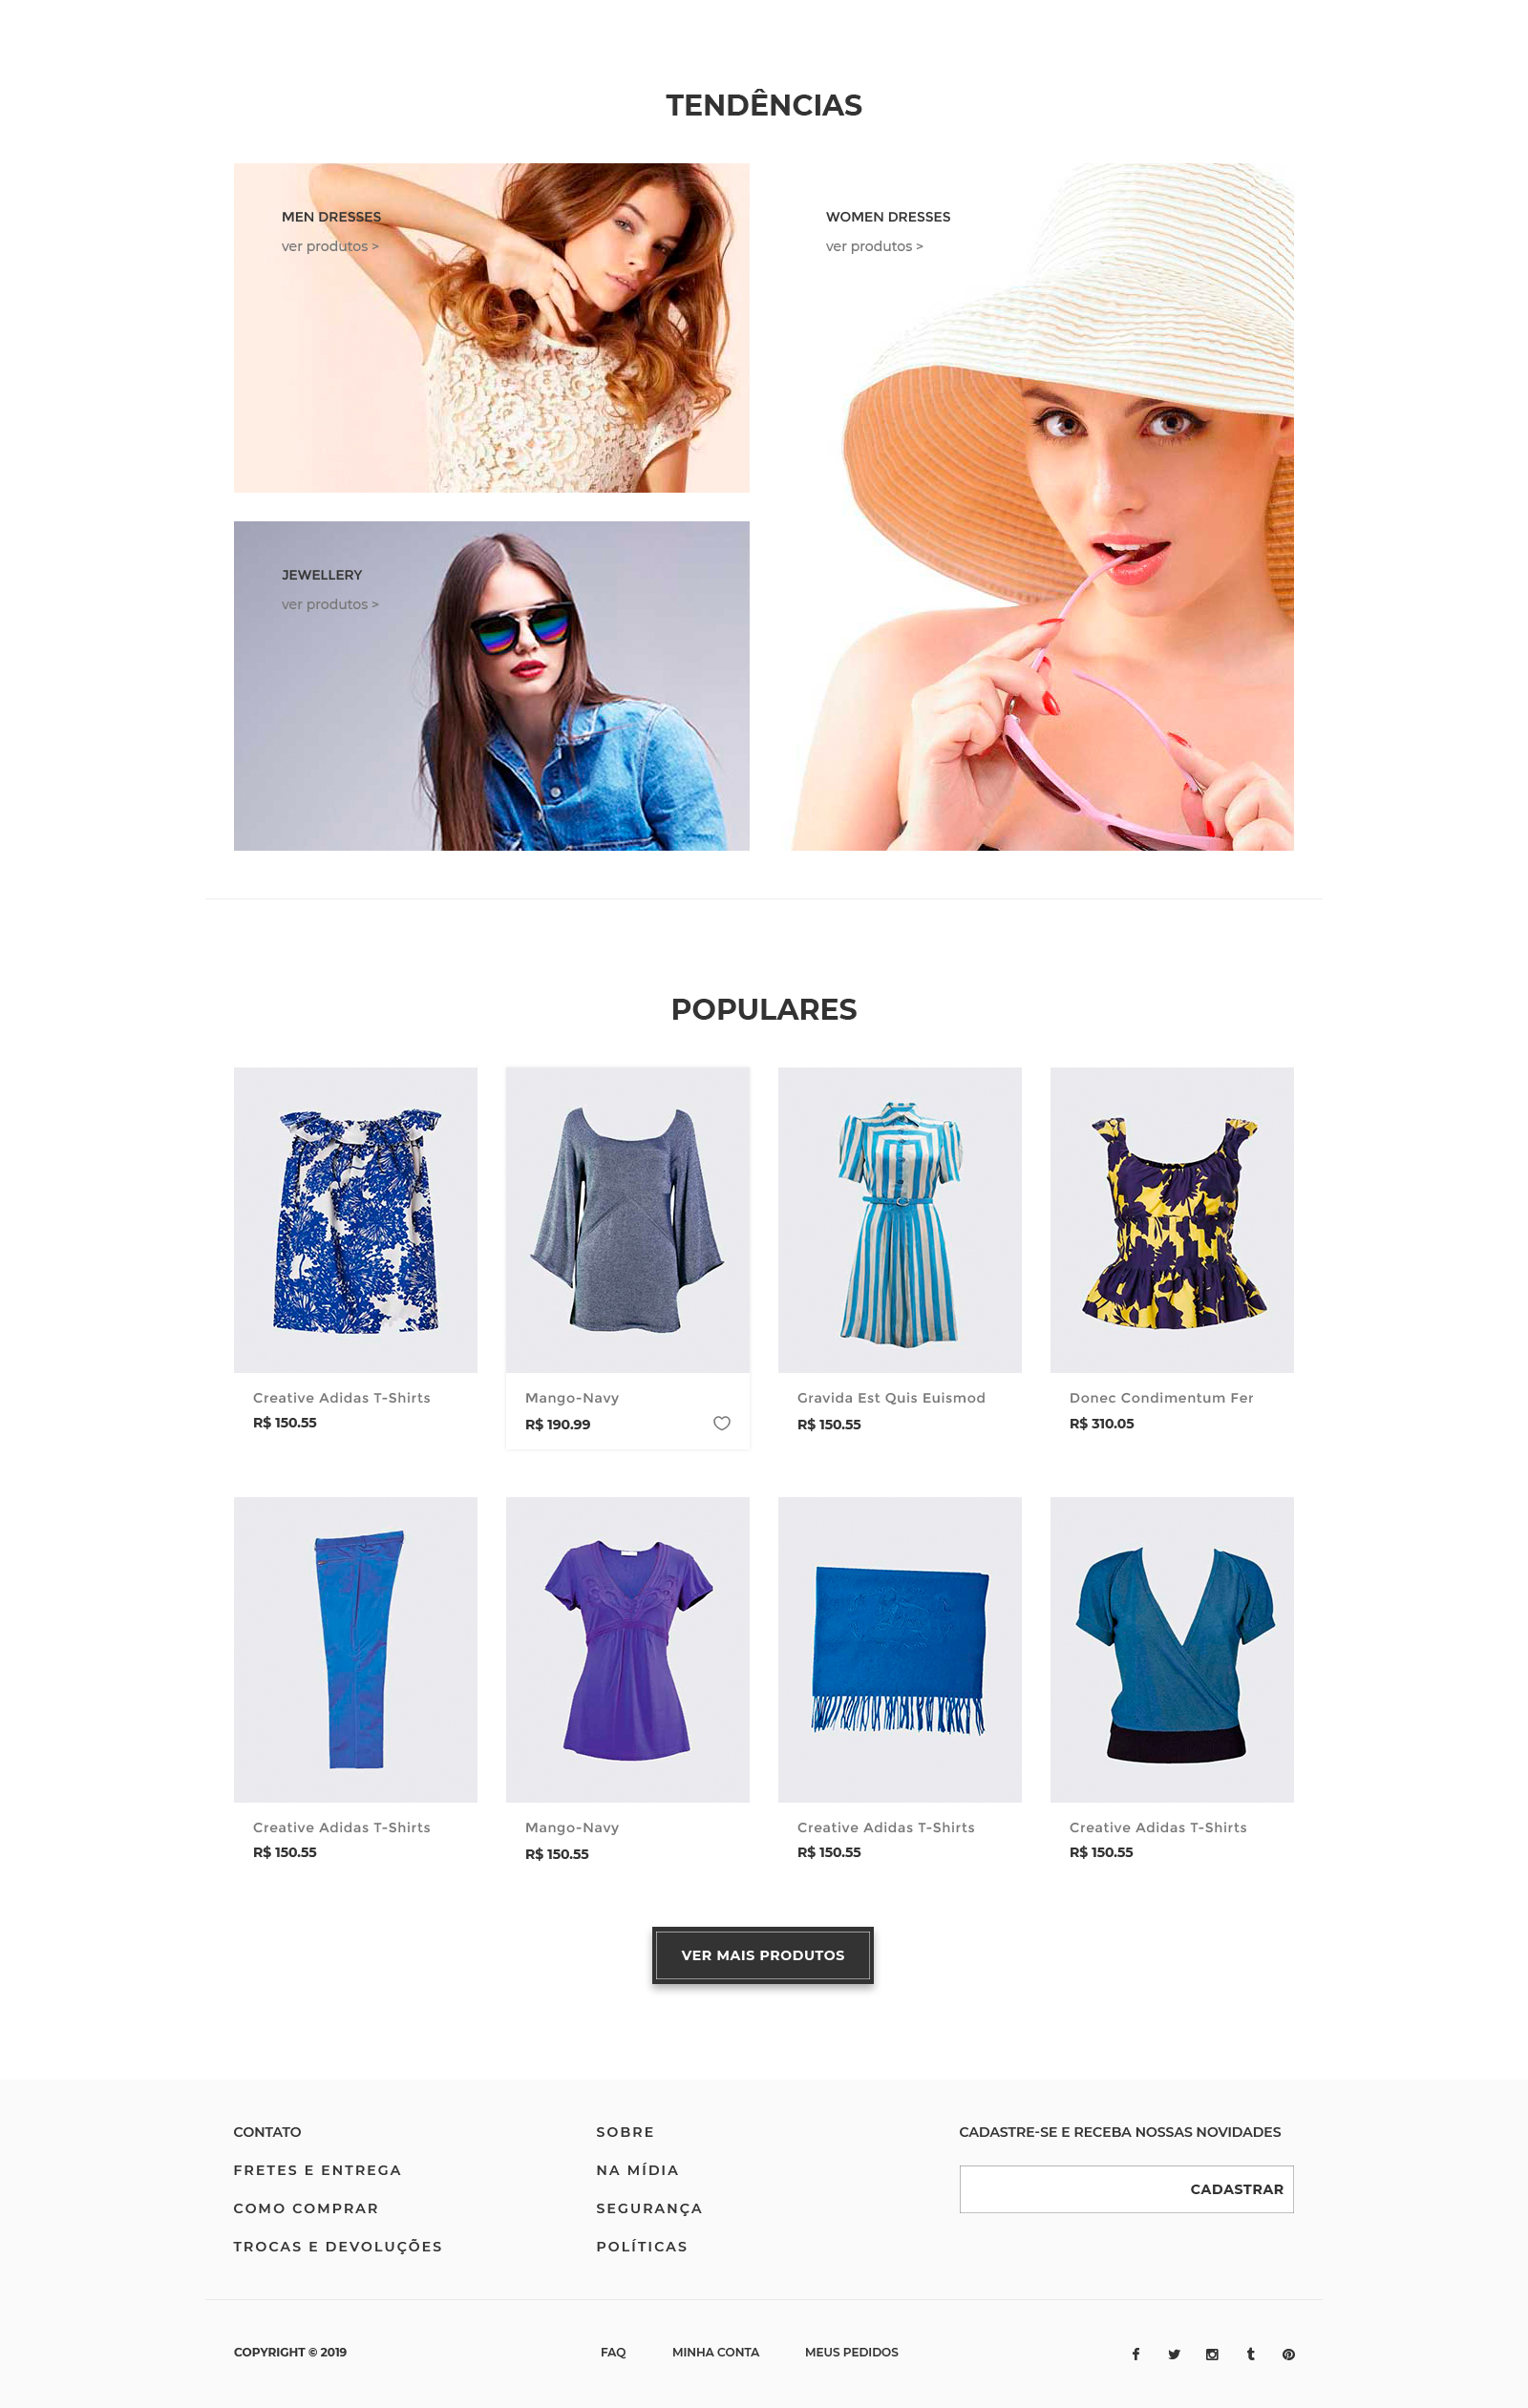 TENDÊNCIAS
MEN DRESSES
ver produtos >
WOMEN DRESSES
ver produtos >
JEWELLERY
ver produtos >
POPULARES
Creative Adidas T-Shirts
R$ 150.55
Mango-Navy
R$ 190.99
Gravida Est Quis Euismod
R$ 150.55
Donec Condimentum Fer
R$ 310.05
Creative Adidas T-Shirts
R$ 150.55
Mango-Navy
R$ 150.55
Creative Adidas T-Shirts
R$ 150.55
Creative Adidas T-Shirts
R$ 150.55
VER MAIS PRODUTOS
CONTATO
FRETES E ENTREGA
COMO COMPRAR
TROCAS E DEVOLUÇÕES
SOBRE
NA MÍDIA
SEGURANÇA
POLÍTICAS
CADASTRE-SE E RECEBA NOSSAS NOVIDADES
CADASTRAR
COPYRIGHT © 2019
FAQ
MINHA CONTA
MEUS PEDIDOS